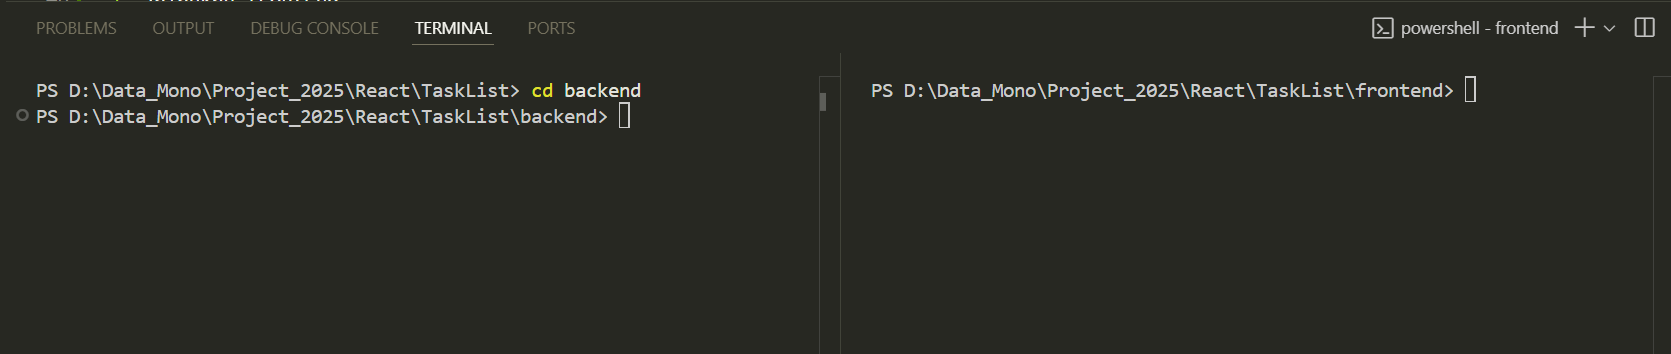 PROBLEMS OUTPUT DEBUG CONSOLE TERMINAL PORTS
powershell - frontend
PS D:\Data_Mono\Project_2025\React\TaskList> cd backend
PS D:\Data_Mono\Project_2025\React\TaskList\backend>
PS D:\Data_Mono\Project_2025\React\TaskList\frontend>